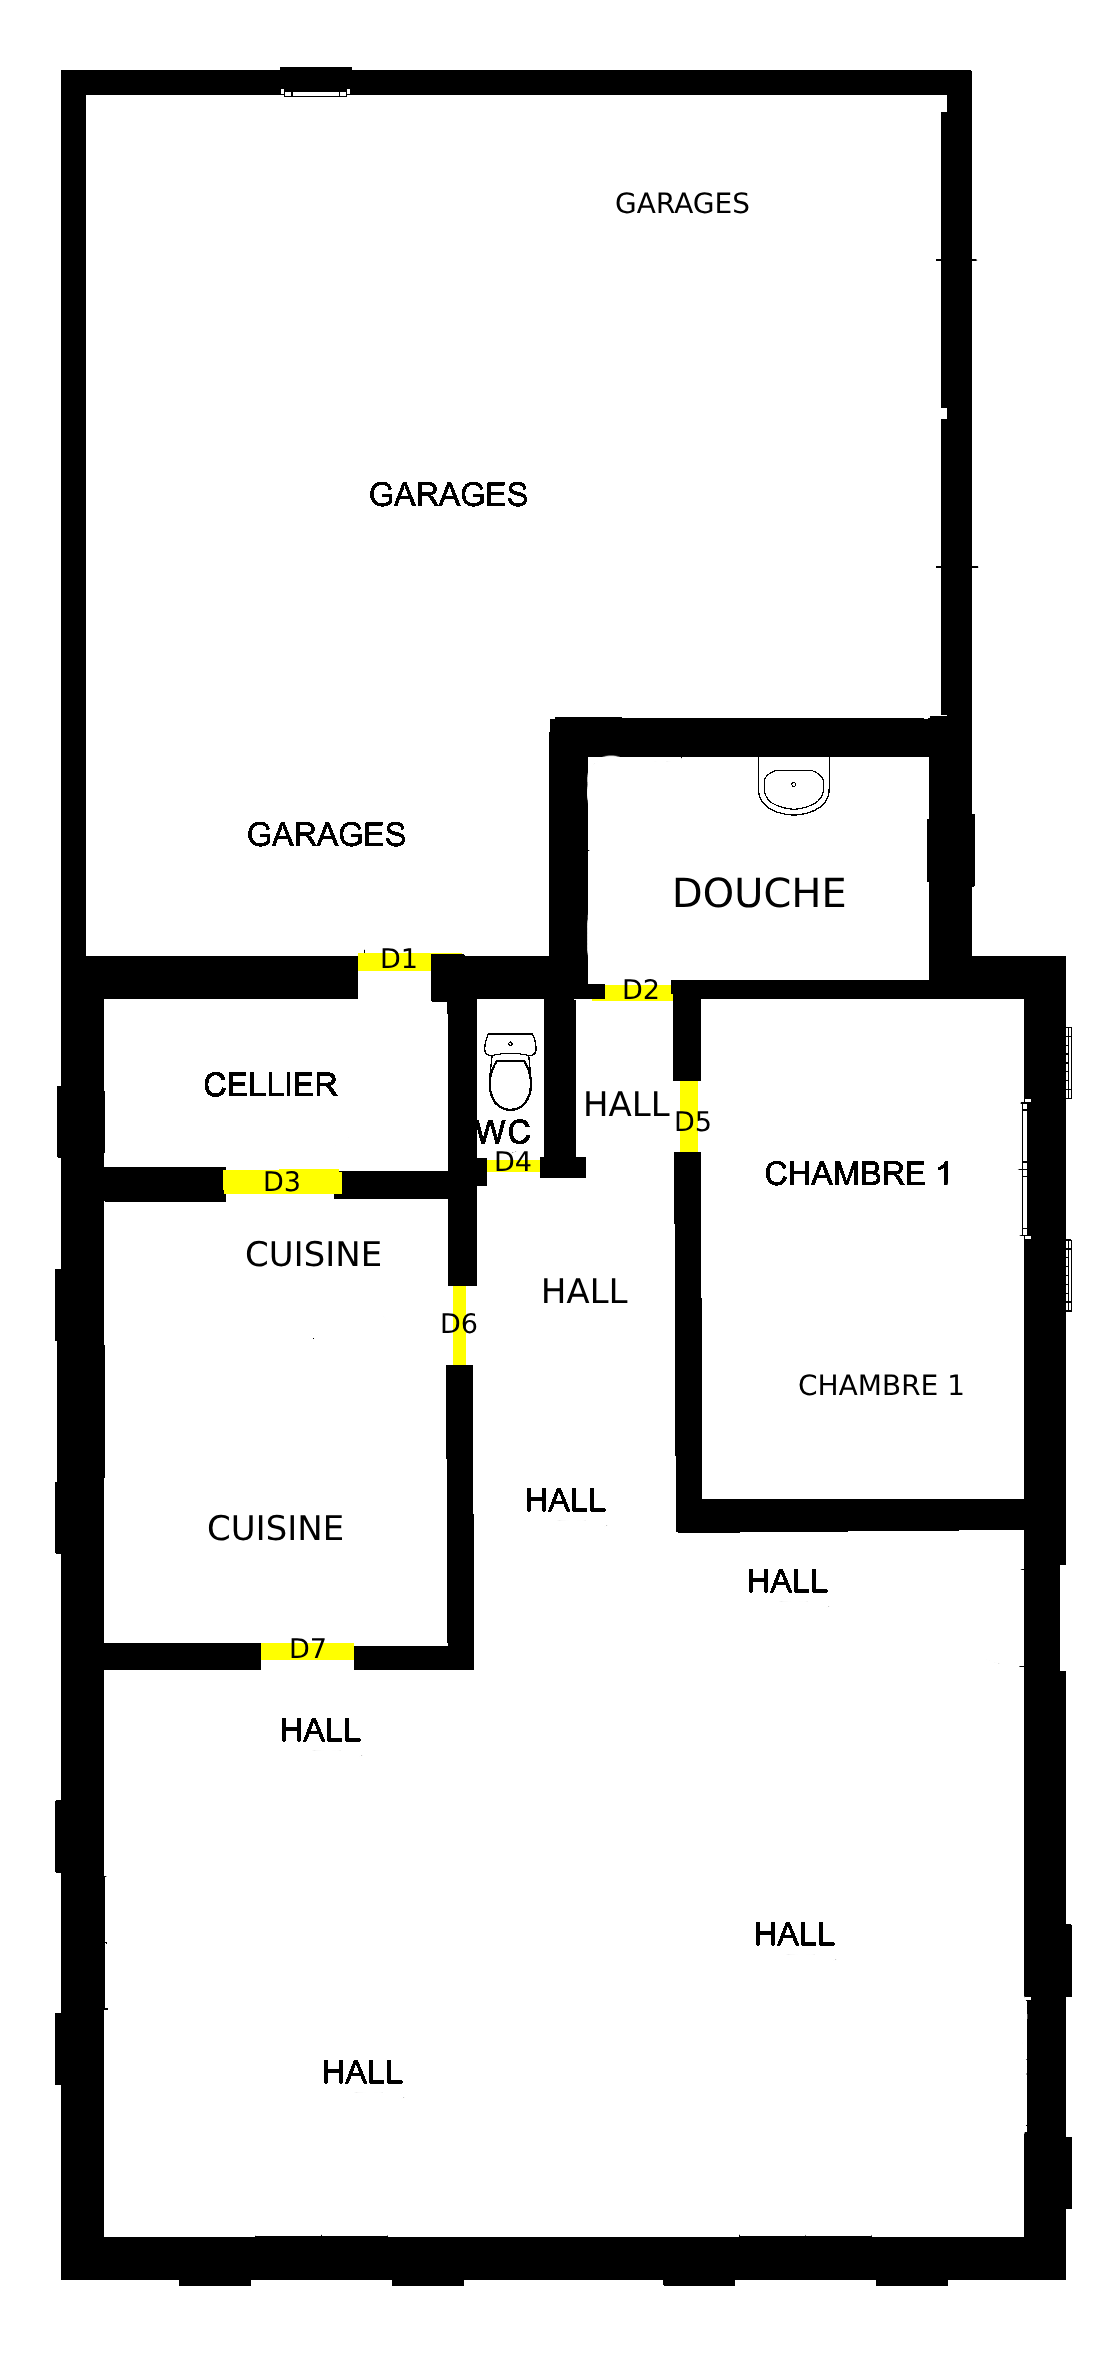 GARAGES
GARAGES
GARAGES
DOUCHE
D1
D2
CELLIER
HALL
D5
WC
D4
CHAMBRE 1
D3
CUISINE
HALL
D6
CHAMBRE 1
HALL
CUISINE
HALL
D7
HALL
HALL
HALL